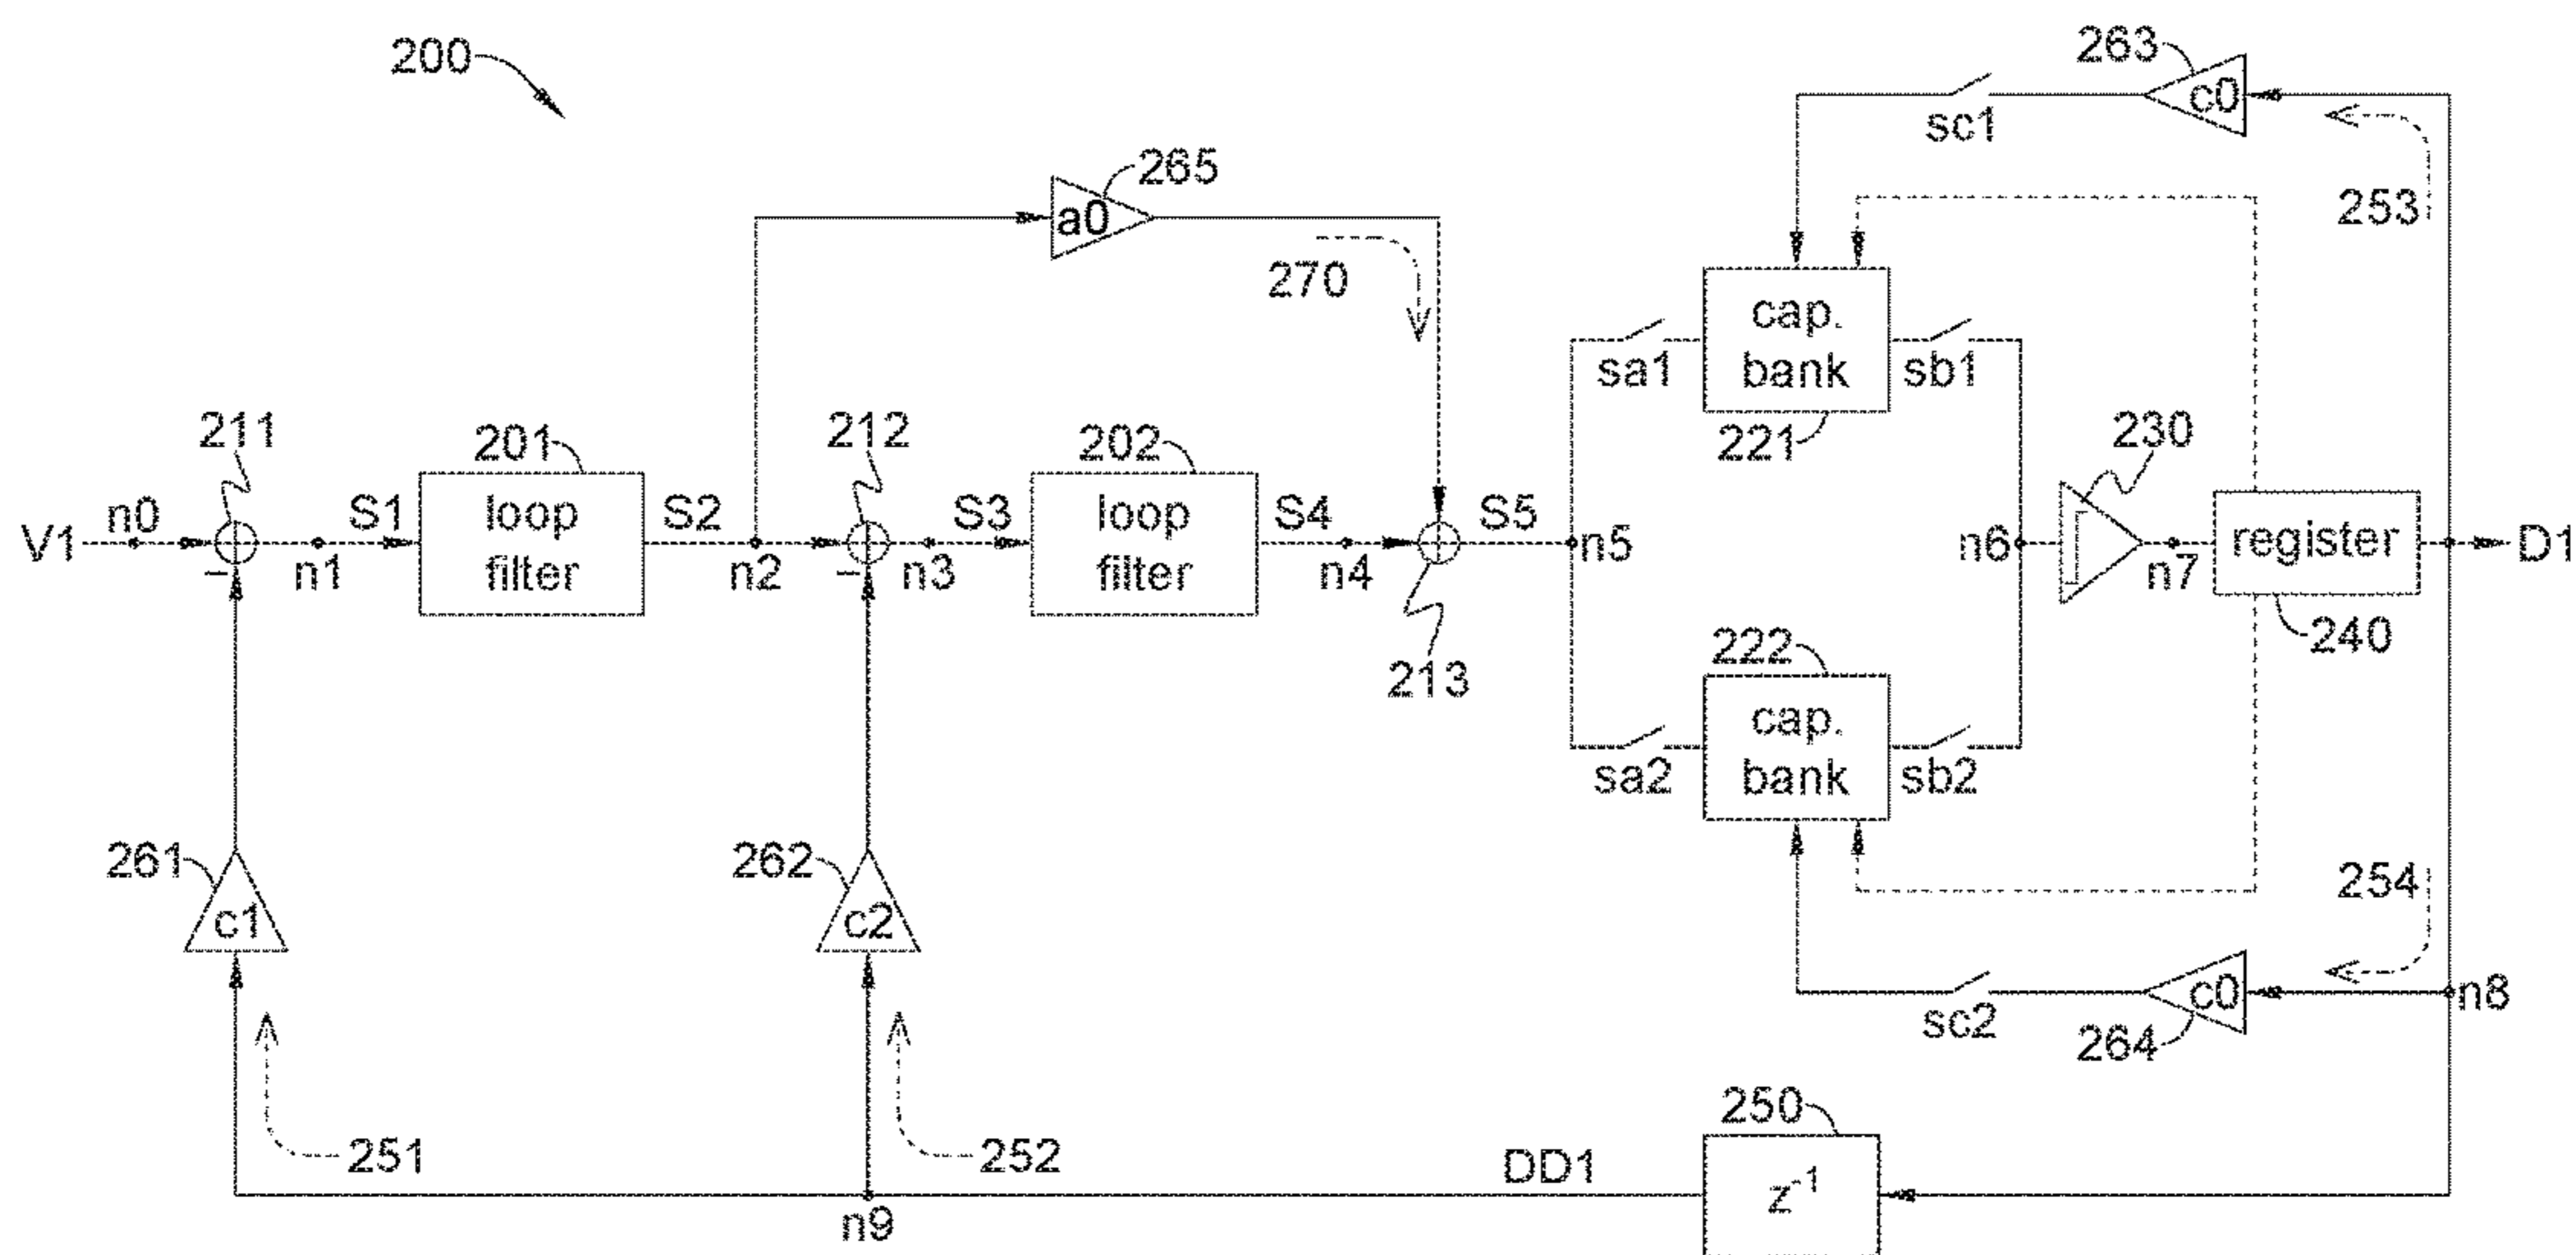 200
263
c0
sc1
253
265
a0
270
cap.
bank
sa1
sb1
221
211
201
212
202
230
V1
n0
n1
S1
loop
filter
S2
n2
n3
S3
loop
filter
S4
n4
S5
n5
n6
n7
register
D1
213
222
240
cap.
bank
sa2
sb2
261
c1
262
c2
254
sc2
c0
264
n8
251
252
250
DD1
z-1
n9